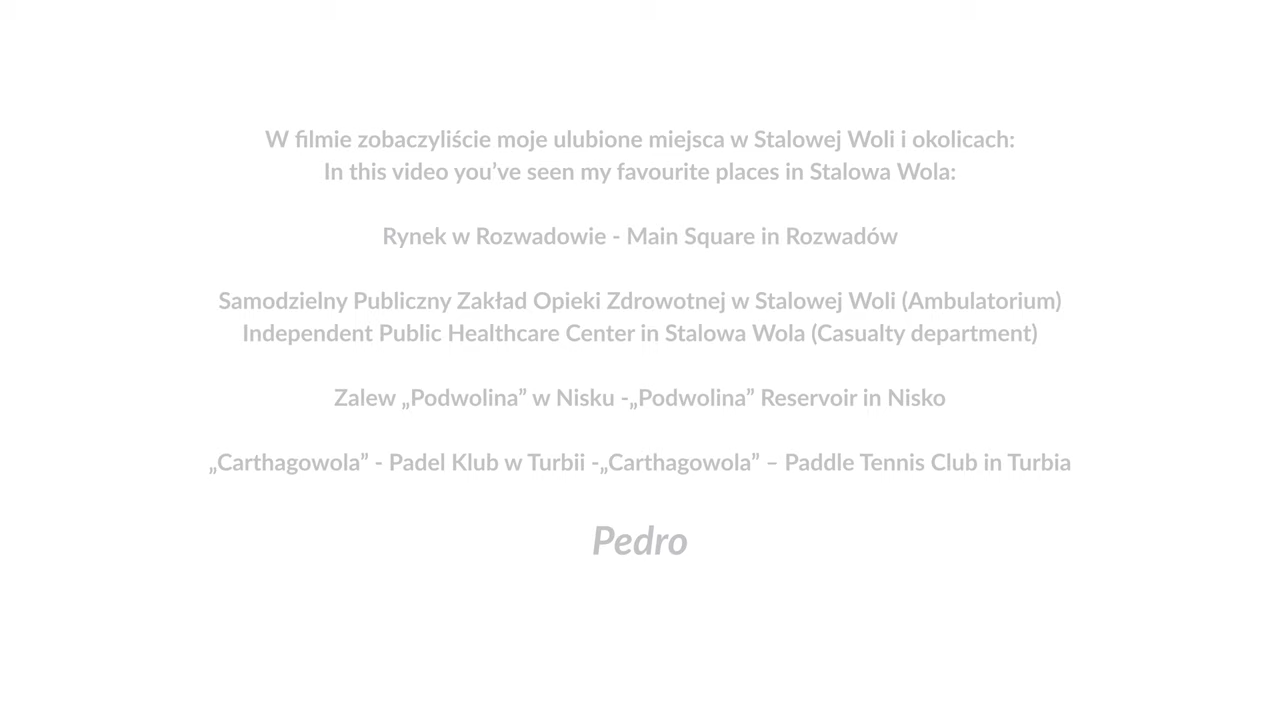 W filmie zobaczyliście moje ulubione miejsca w Stalowej Woli i okolicach:
In this video you’ve seen my favourite places in Stalowa Wola:
Rynek w Rozwadowie - Main Square in Rozwadów
Samodzielny Publiczny Zakład Opieki Zdrowotnej w Stalowej Woli (Ambulatorium)
Independent Public Healthcare Center in Stalowa Wola (Casualty department)
Zalew „Podwolina” w Nisku -„Podwolina” Reservoir in Nisko
„Carthagowola” - Padel Klub w Turbii -„Carthagowola” – Paddle Tennis Club in Turbia
Pedro